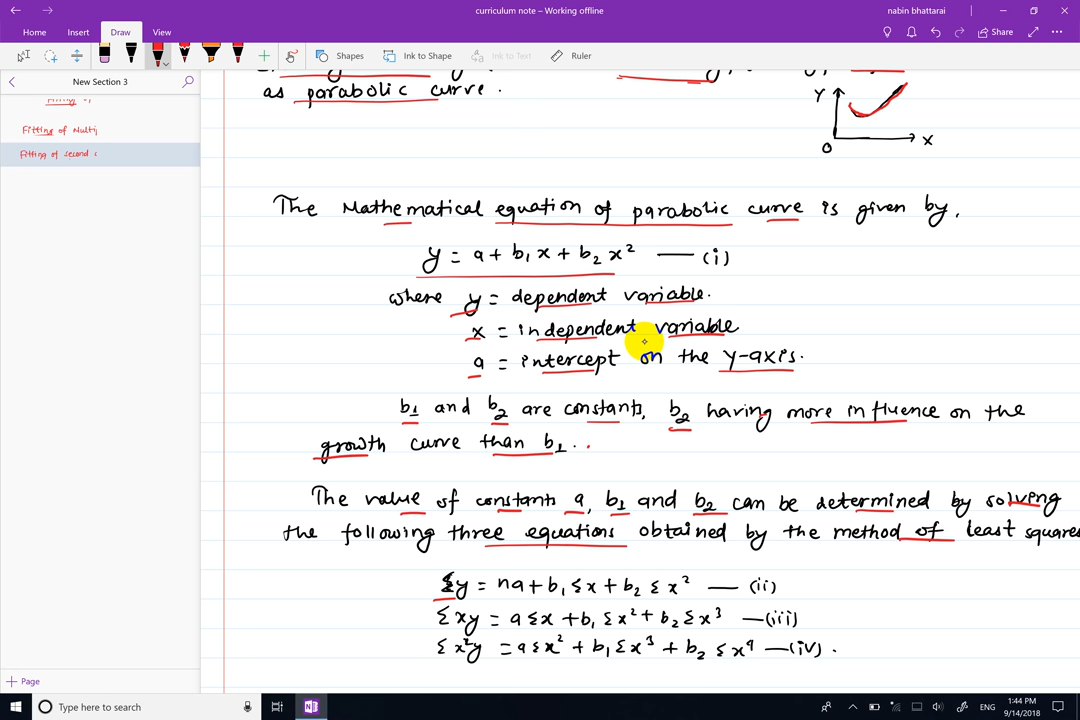 curriculum note – Working offline
nabin bhattarai
Home Insert Draw View
Share
Shapes Ink to Shape Ink to Text Ruler
New Section 3
Fitting of Multip
Fitting of second o
as parabolic curve.
Y
O X
The Mathematical equation of parabolic curve is given by,
y = a + b₁x + b₂x² — (i)
where y = dependent variable.
x = independent variable
a = intercept on the y-axis.
b₁ and b₂ are constants, b₂ having more influence on the
growth curve than b₁.
The value of constants a, b₁ and b₂ can be determined by solving
the following three equations obtained by the method of least squares
Σy = na + b₁Σx + b₂Σx² — (ii)
Σxy = aΣx + b₁Σx² + b₂Σx³ — (iii)
Σx²y = aΣx² + b₁Σx³ + b₂Σx⁴ — (iv).
+ Page
Type here to search
ENG
1:44 PM
9/14/2018